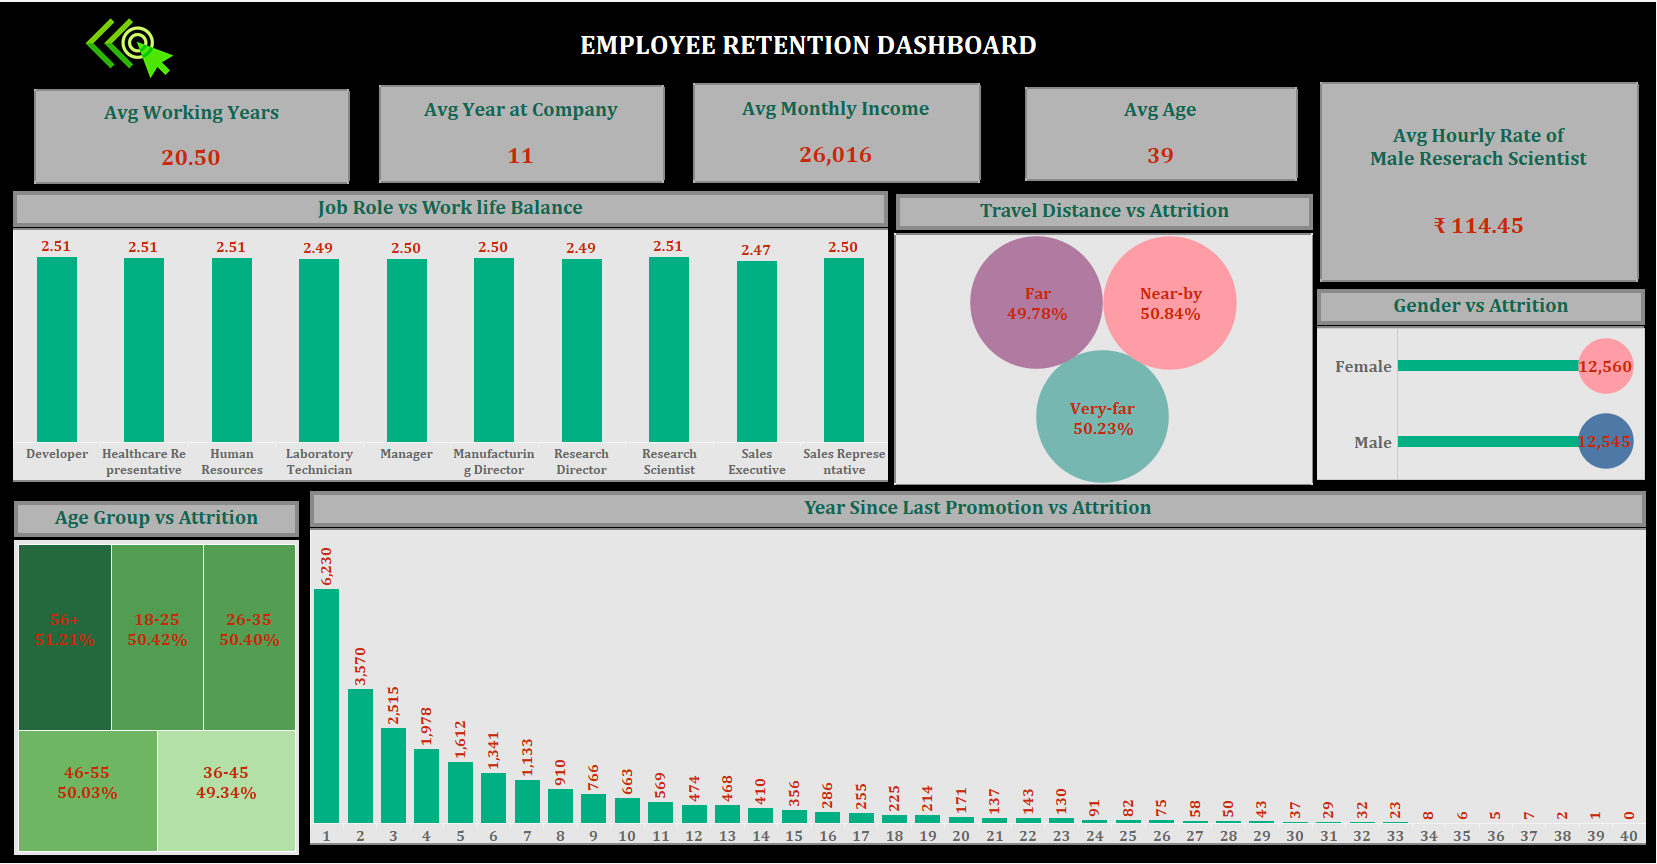 EMPLOYEE RETENTION DASHBOARD
Avg Working Years
20.50
Avg Year at Company
11
Avg Monthly Income
26,016
Avg Age
39
Avg Hourly Rate of
Male Reserach Scientist
₹ 114.45
Job Role vs Work life Balance
2.51 2.51 2.51 2.49 2.50 2.50 2.49 2.51 2.47 2.50
Developer Healthcare Re Human Laboratory Manager Manufacturin Research Research Sales Sales Represe
presentative Resources Technician g Director Director Scientist Executive ntative
Travel Distance vs Attrition
Far Near-by
49.78% 50.84%
Very-far
50.23%
Gender vs Attrition
Female 12,560
Male 12,545
Age Group vs Attrition
56+ 18-25 26-35
51.21% 50.42% 50.40%
46-55 36-45
50.03% 49.34%
Year Since Last Promotion vs Attrition
6,230 3,570 2,515 1,978 1,612 1,341 1,133 910 766 663 569 474 468 410 356 286 255 225 214 171 137 143 130 91 82 75 58 50 43 37 29 32 23 8 6 5 7 2 1 0
1 2 3 4 5 6 7 8 9 10 11 12 13 14 15 16 17 18 19 20 21 22 23 24 25 26 27 28 29 30 31 32 33 34 35 36 37 38 39 40